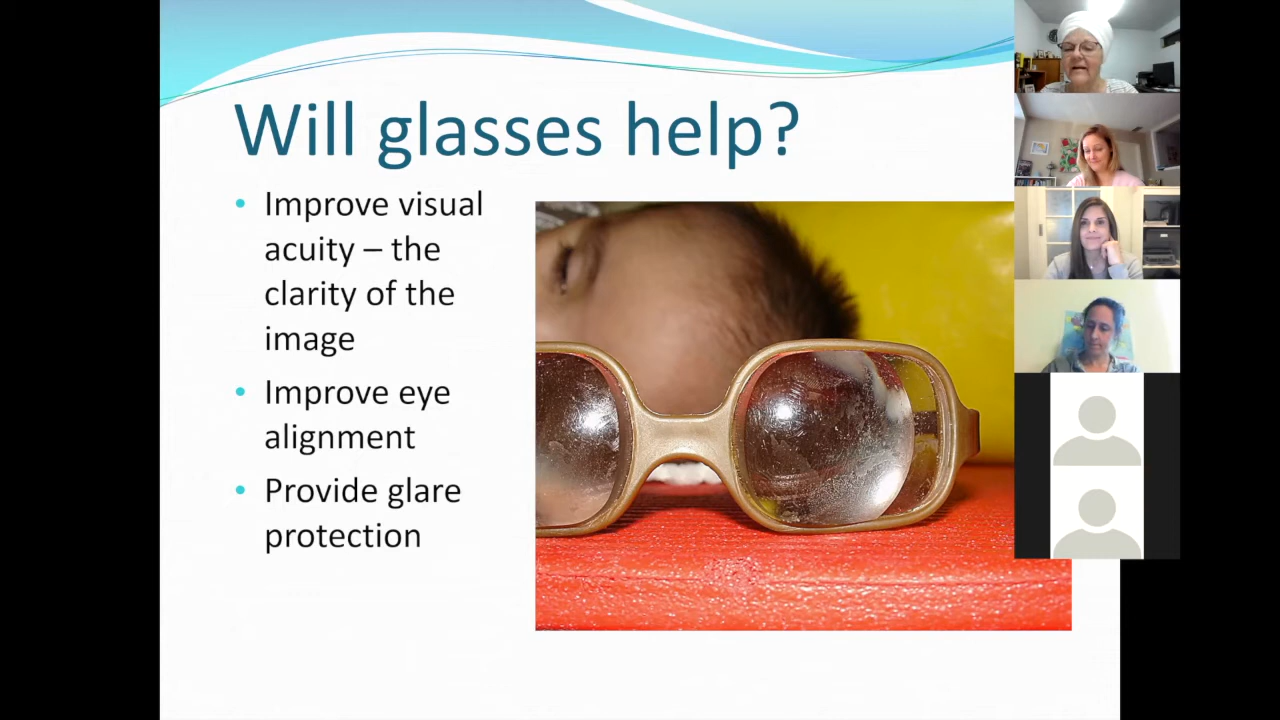 Will glasses help?
• Improve visual
acuity – the
clarity of the
image
• Improve eye
alignment
• Provide glare
protection